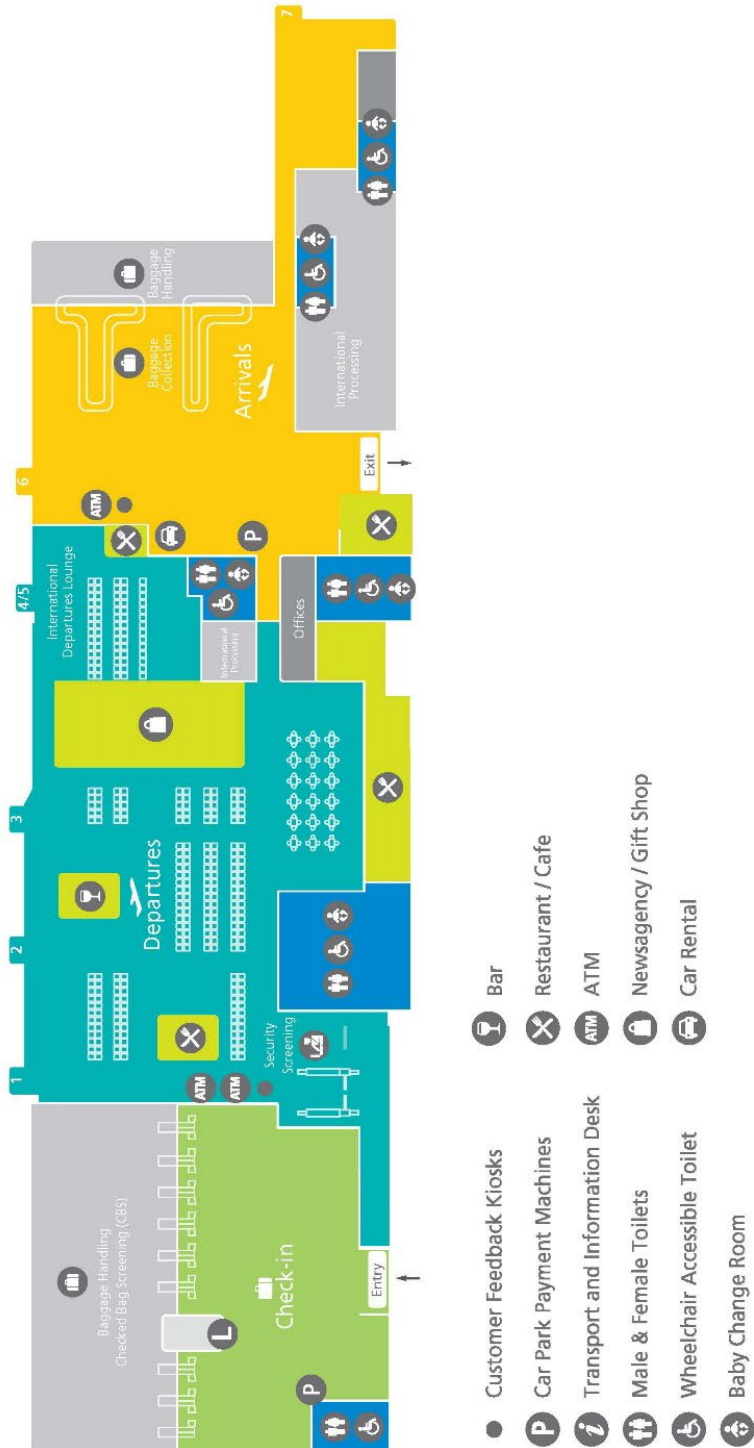 1
2
3
4/5
6
7
Baggage Handling
Checked Bag Screening (CBS)
L
Check-in
P
Entry
ATM
ATM
Security
Screening
Departures
International
Departures Lounge
International
Processing
Offices
ATM
P
Exit
Arrivals
Baggage
Collection
Baggage
Handling
International
Processing
Customer Feedback Kiosks
P Car Park Payment Machines
i Transport and Information Desk
Male & Female Toilets
Wheelchair Accessible Toilet
Baby Change Room
Bar
Restaurant / Cafe
ATM ATM
Newsagency / Gift Shop
Car Rental